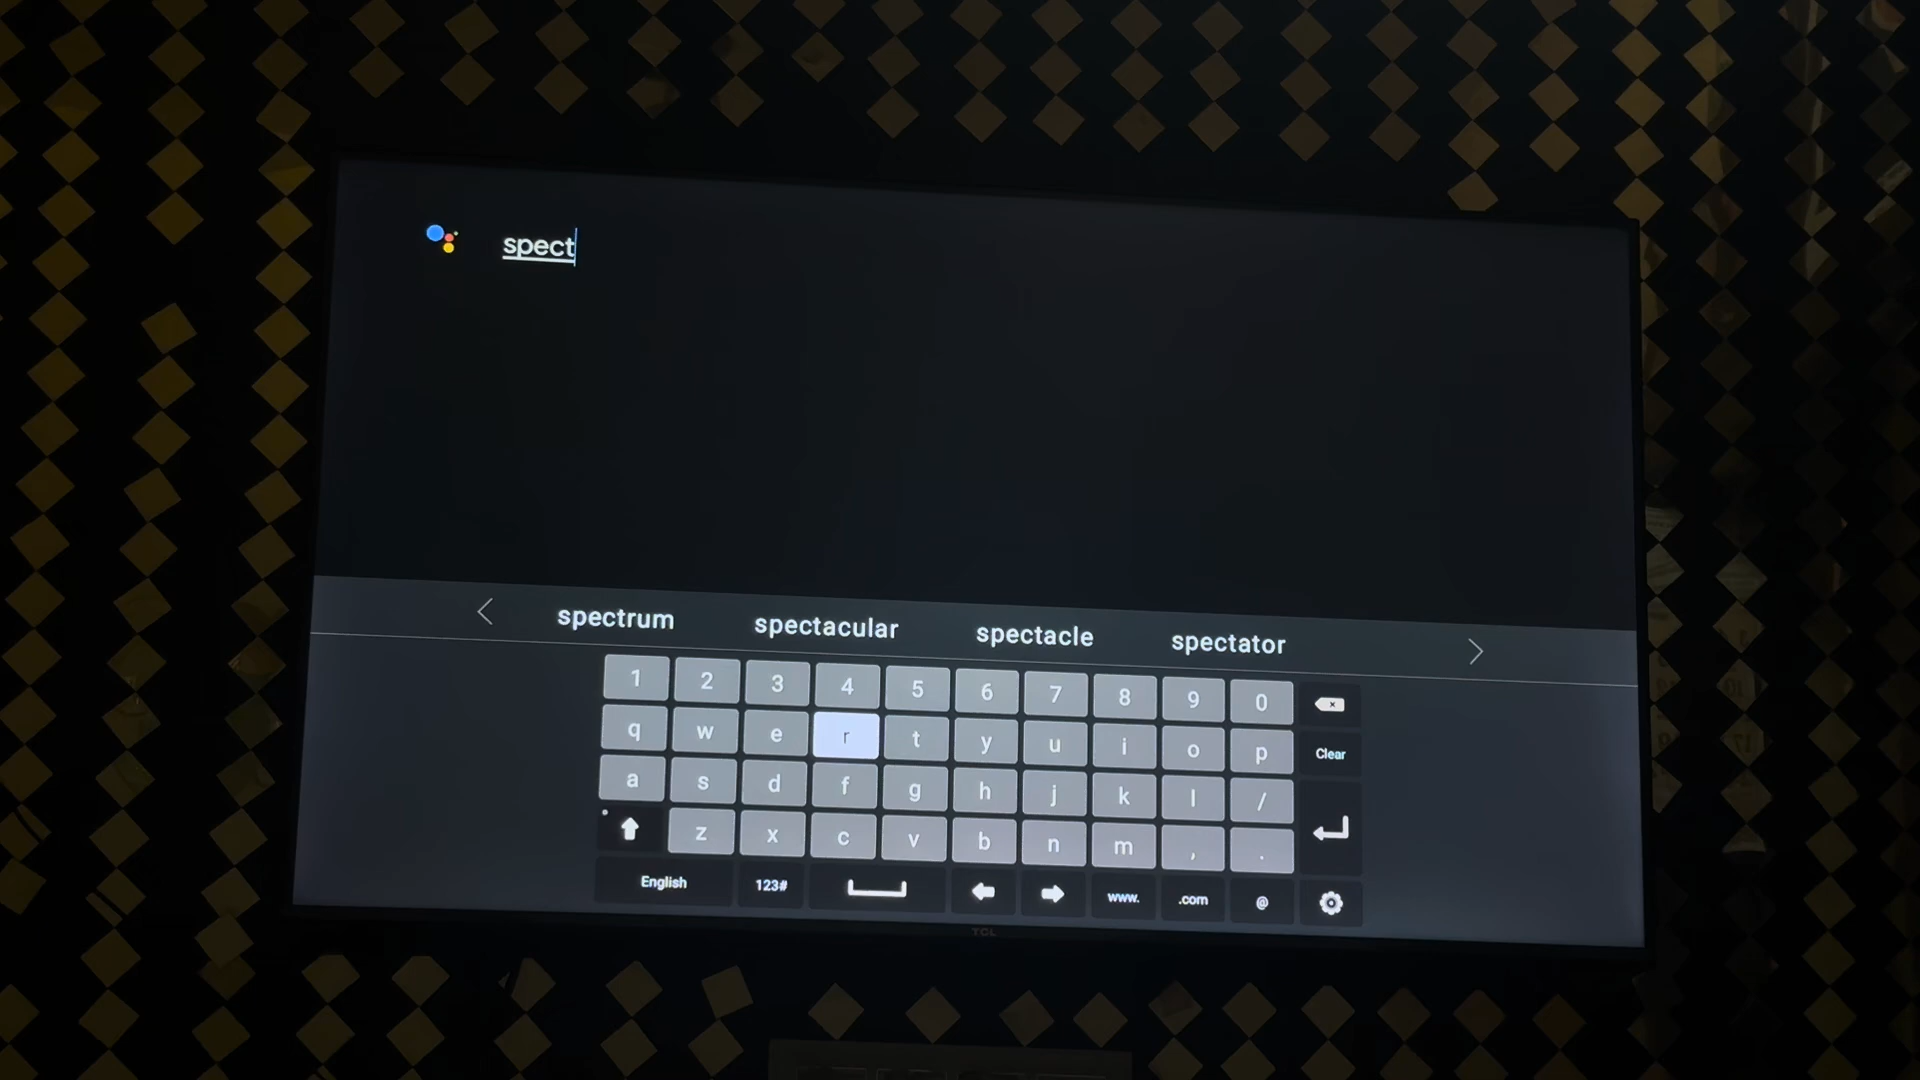 spect
spectrum spectacular spectacle spectator
1 2 3 4 5 6 7 8 9 0
q w e r t y u i o p Clear
a s d f g h j k l /
z x c v b n m , .
English 123# www. .com @
TCL